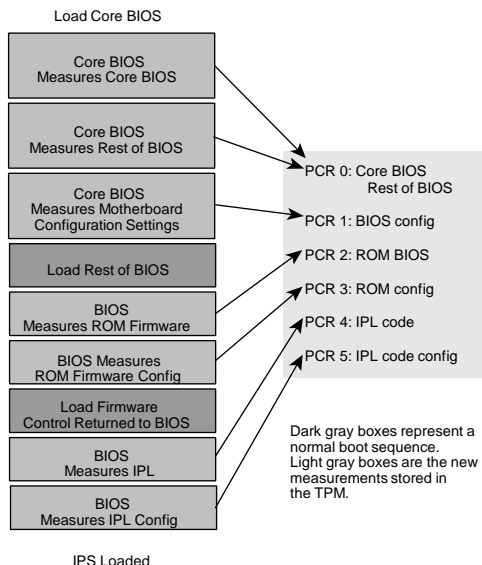 Load Core BIOS
Core BIOS
Measures Core BIOS
Core BIOS
Measures Rest of BIOS
Core BIOS
Measures Motherboard
Configuration Settings
Load Rest of BIOS
BIOS
Measures ROM Firmware
BIOS Measures
ROM Firmware Config
Load Firmware
Control Returned to BIOS
BIOS
Measures IPL
BIOS
Measures IPL Config
IPS Loaded
PCR 0: Core BIOS
Rest of BIOS
PCR 1: BIOS config
PCR 2: ROM BIOS
PCR 3: ROM config
PCR 4: IPL code
PCR 5: IPL code config
Dark gray boxes represent a
normal boot sequence.
Light gray boxes are the new
measurements stored in
the TPM.